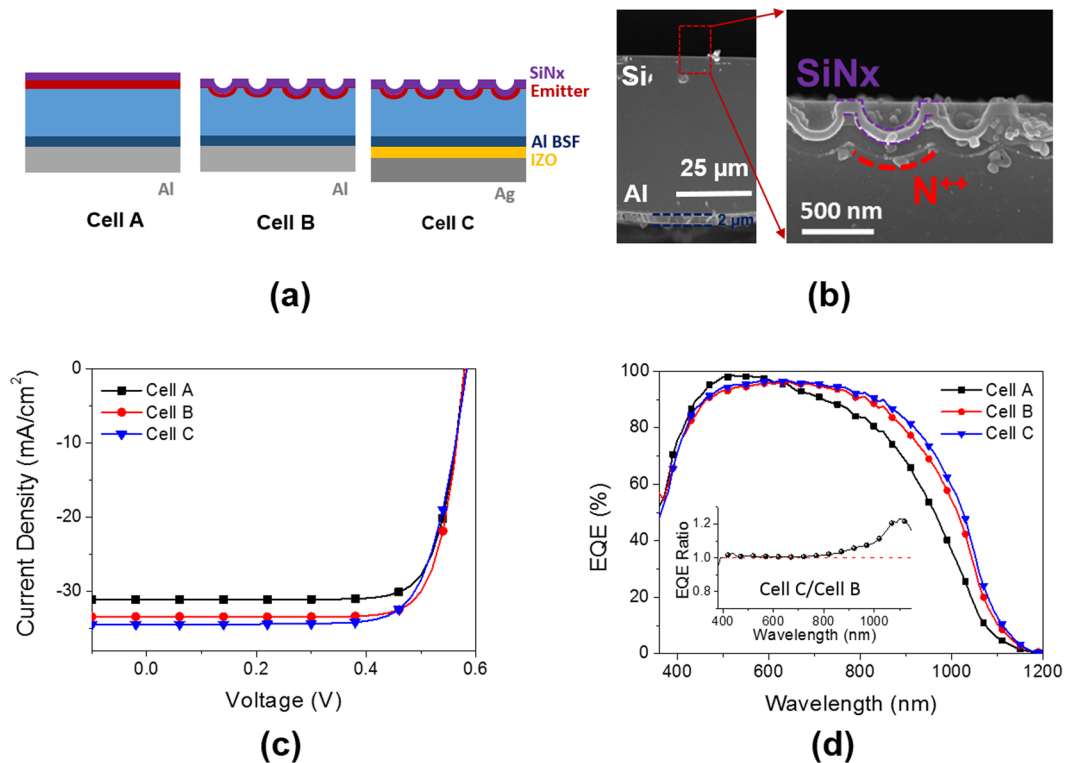 SiNx
Emitter
Al BSF
IZO
Al
Al
Ag
Cell A
Cell B
Cell C
(a)
Si
25 μm
Al
2 μm
SiNx
N++
500 nm
(b)
0
-10
-20
-30
Current Density (mA/cm2)
0.0
0.2
0.4
0.6
Voltage (V)
Cell A
Cell B
Cell C
(c)
100
80
60
40
20
0
EQE (%)
400
600
800
1000
1200
Wavelength (nm)
Cell A
Cell B
Cell C
1.2
1.0
0.8
EQE Ratio
Cell C/Cell B
400
600
800
1000
Wavelength (nm)
(d)